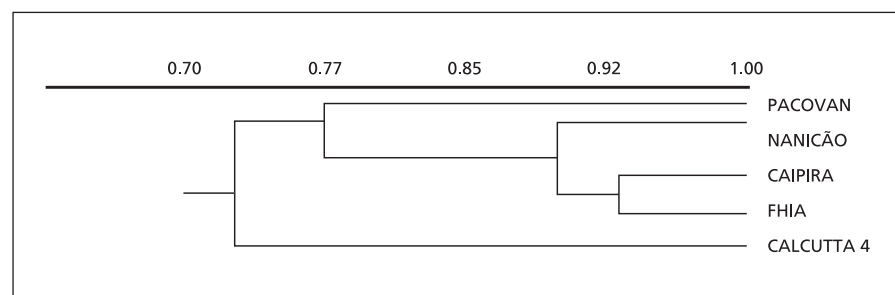 0.70 0.77 0.85 0.92 1.00
PACOVAN
NANICÃO
CAIPIRA
FHIA
CALCUTTA 4